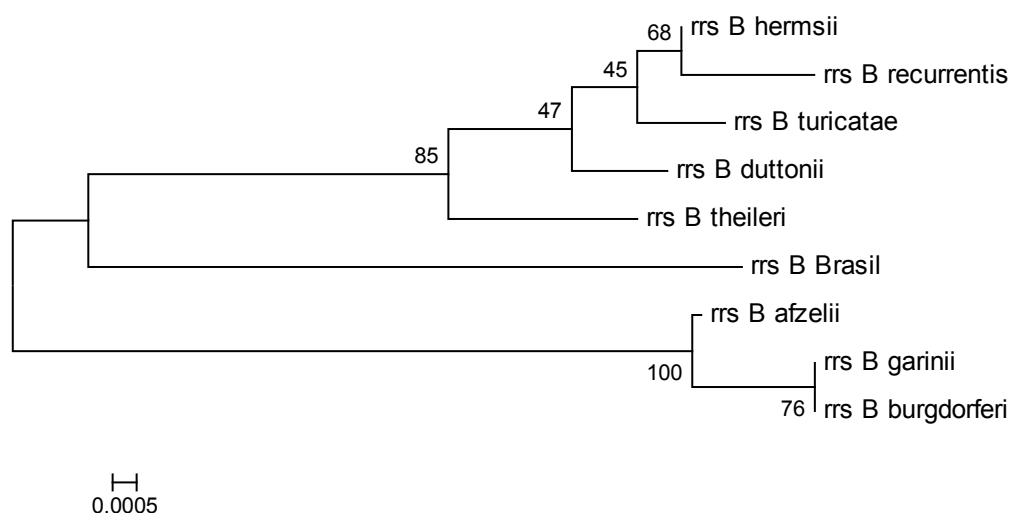 68
rrs B hermsii
rrs B recurrentis
45
rrs B turicatae
47
rrs B duttonii
85
rrs B theileri
rrs B Brasil
rrs B afzelii
100
rrs B garinii
76
rrs B burgdorferi
0.0005